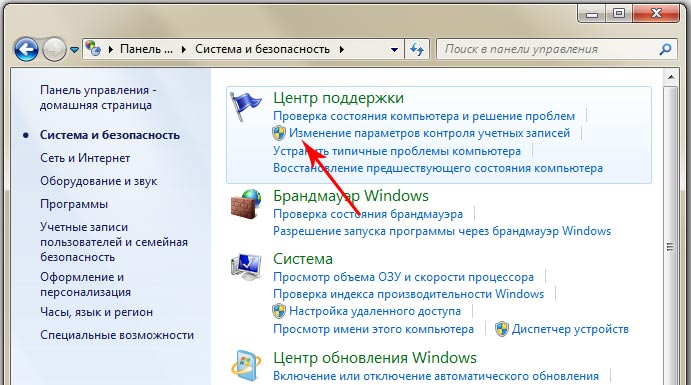 Панель ... Система и безопасность
Поиск в панели управления
Панель управления -
домашняя страница
Система и безопасность
Сеть и Интернет
Оборудование и звук
Программы
Учетные записи
пользователей и семейная
безопасность
Оформление и
персонализация
Часы, язык и регион
Специальные возможности
Центр поддержки
Проверка состояния компьютера и решение проблем
Изменение параметров контроля учетных записей
Устранить типичные проблемы компьютера
Восстановление предшествующего состояния компьютера
Брандмауэр Windows
Проверка состояния брандмауэра
Разрешение запуска программы через брандмауэр Windows
Система
Просмотр объема ОЗУ и скорости процессора
Проверка индекса производительности Windows
Настройка удаленного доступа
Просмотр имени этого компьютера Диспетчер устройств
Центр обновления Windows
Включение или отключение автоматического обновления